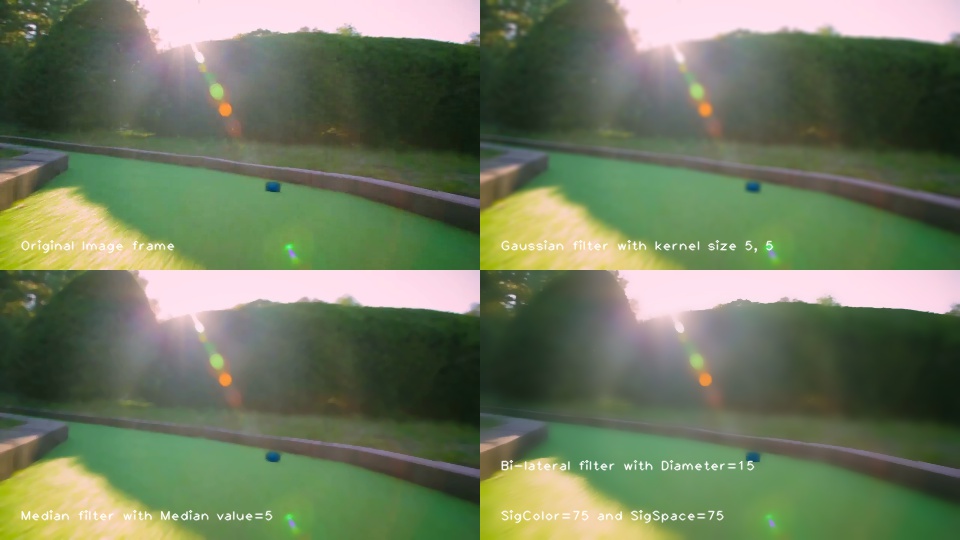 Original Image frame
Gaussian filter with kernel size 5, 5
Median filter with Median value=5
Bi-lateral filter with Diameter=15
SigColor=75 and SigSpace=75